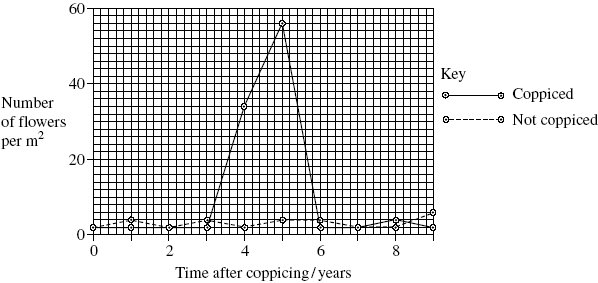 60
40
20
0
Number
of flowers
per m²
0 2 4 6 8
Time after coppicing/years
Key
Coppiced
Not coppiced